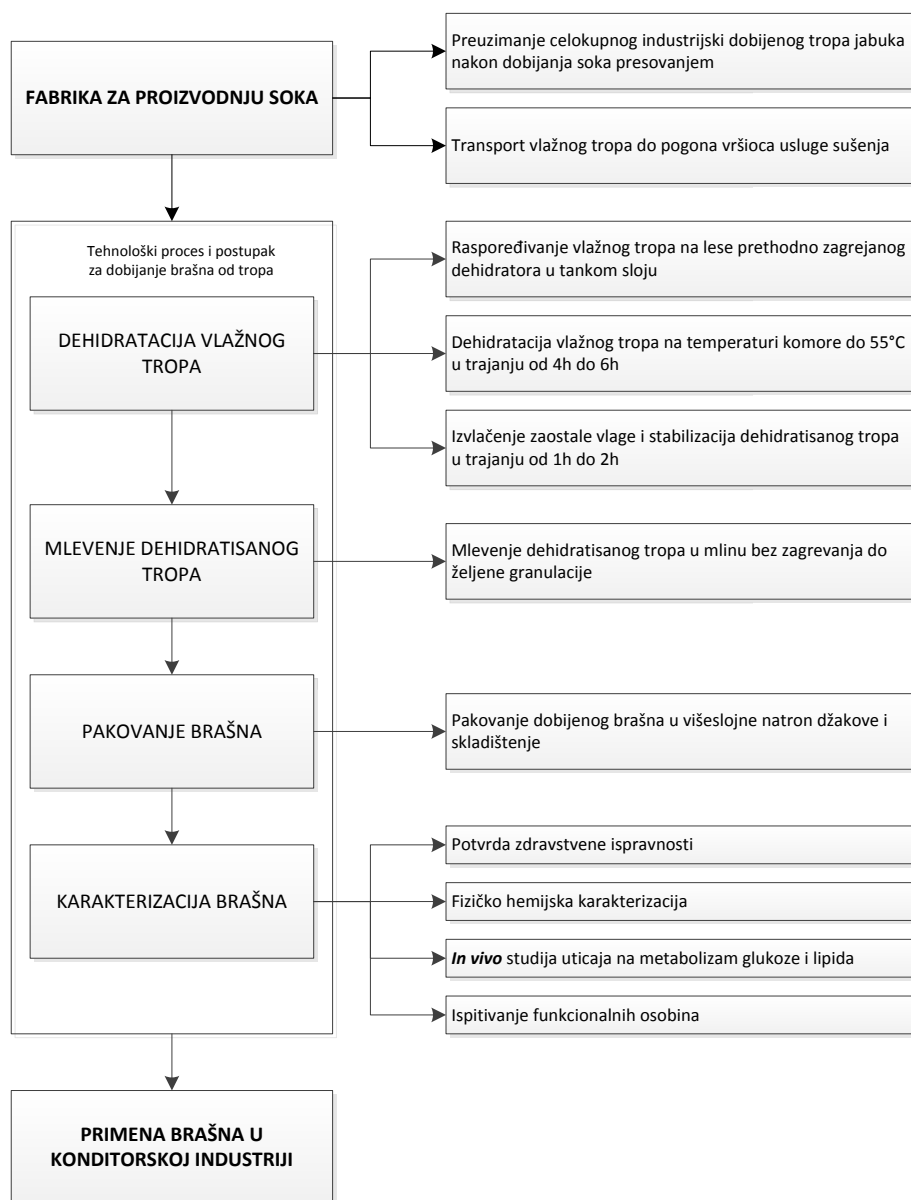 FABRIKA ZA PROIZVODNJU SOKA
Preuzimanje celokupnog industrijski dobijenog tropa jabuka
nakon dobijanja soka presovanjem
Transport vlažnog tropa do pogona vršioca usluge sušenja
Tehnološki proces i postupak
za dobijanje brašna od tropa
DEHIDRATACIJA VLAŽNOG
TROPA
Raspoređivanje vlažnog tropa na lese prethodno zagrejanog
dehidratora u tankom sloju
Dehidratacija vlažnog tropa na temperaturi komore do 55°C
u trajanju od 4h do 6h
Izvlačenje zaostale vlage i stabilizacija dehidratisanog tropa
u trajanju od 1h do 2h
MLEVENJE DEHIDRATISANOG
TROPA
Mlevenje dehidratisanog tropa u mlinu bez zagrevanja do
željene granulacije
PAKOVANJE BRAŠNA
Pakovanje dobijenog brašna u višeslojne natron džakove i
skladištenje
KARAKTERIZACIJA BRAŠNA
Potvrda zdravstvene ispravnosti
Fizičko hemijska karakterizacija
In vivo studija uticaja na metabolizam glukoze i lipida
Ispitivanje funkcionalnih osobina
PRIMENA BRAŠNA U
KONDITORSKOJ INDUSTRIJI